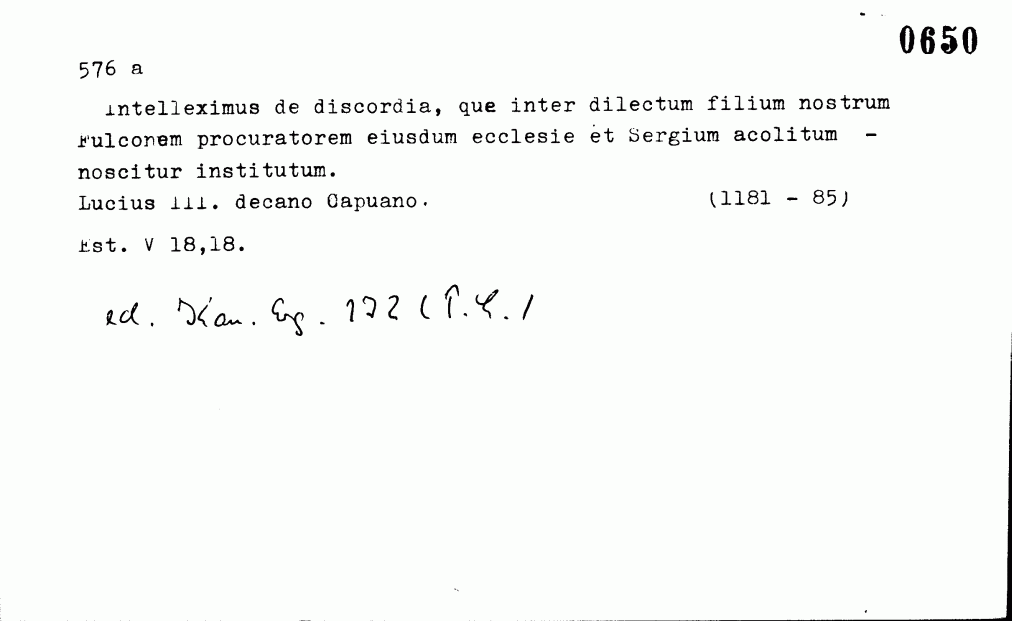 0650
576 a
Intelleximus de discordia, que inter dilectum filium nostrum
Fulconem procuratorem eiusdum ecclesie et Sergium acolitum -
noscitur institutum.
Lucius III. decano Capuano. (1181 - 85)
Est. V 18,18.
ed. Kan. Erg. 172 (